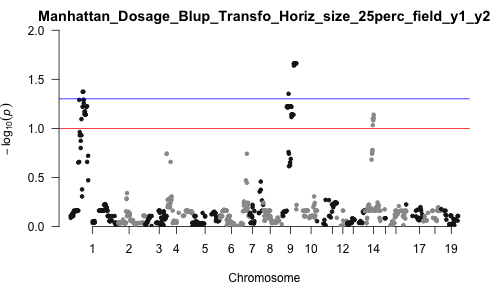 Manhattan_Dosage_Blup_Transfo_Horiz_size_25perc_field_y1_y2
− log10(p)
2.0
1.5
1.0
0.5
0.0
1 2 3 4 5 6 7 8 9 10 12 14 17 19
Chromosome